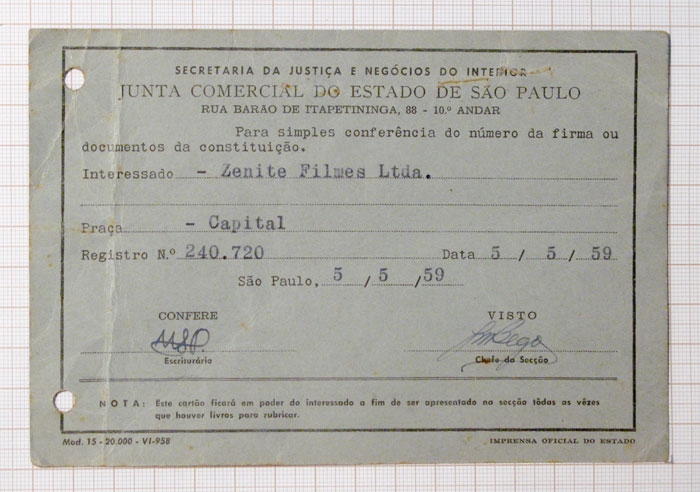 SECRETARIA DA JUSTIÇA E NEGÓCIOS DO INTERIOR
JUNTA COMERCIAL DO ESTADO DE SÃO PAULO
RUA BARÃO DE ITAPETININGA, 88 - 10.º ANDAR
Para simples conferência do número da firma ou
documentos da constituição.
Interessado - Zenite Filmes Ltda.
Praça - Capital
Registro N.º 240.720 Data 5 / 5 / 59
São Paulo, 5 / 5 / 59
CONFERE VISTO
Escriturária Chefe da Secção
NOTA: Este cartão ficará em poder do interessado a fim de ser apresentado na secção tôdas as vêzes
que houver livros para rubricar.
Mod. 15 - 20.000 - VI-958 IMPRENSA OFICIAL DO ESTADO